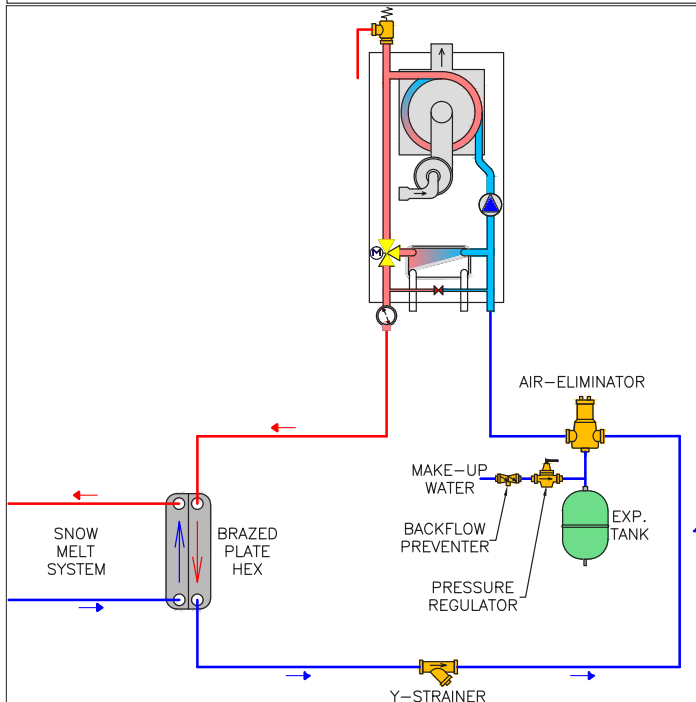 M
AIR-ELIMINATOR
MAKE-UP
WATER
BACKFLOW
PREVENTER
EXP.
TANK
PRESSURE
REGULATOR
SNOW
MELT
SYSTEM
BRAZED
PLATE
HEX
Y-STRAINER